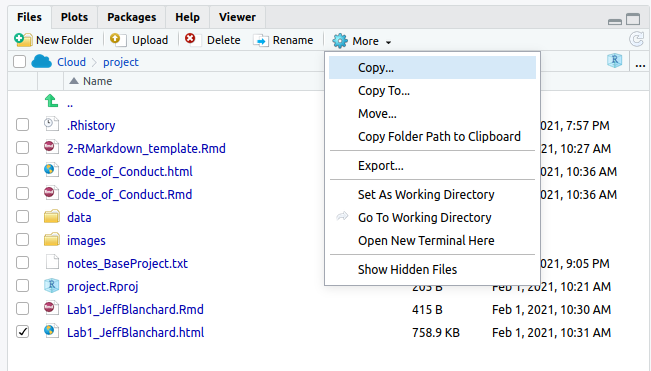 Files Plots Packages Help Viewer
New Folder Upload Delete Rename More
Cloud project ...
Name
..
.Rhistory 2021, 7:57 PM
2-RMarkdown_template.Rmd 2021, 10:27 AM
Code_of_Conduct.html 2021, 10:36 AM
Code_of_Conduct.Rmd 2021, 10:36 AM
data
images
notes_BaseProject.txt 2021, 9:05 PM
project.Rproj 205 B Feb 1, 2021, 10:21 AM
Lab1_JeffBlanchard.Rmd 415 B Feb 1, 2021, 10:30 AM
Lab1_JeffBlanchard.html 758.9 KB Feb 1, 2021, 10:31 AM
Copy...
Copy To...
Move...
Copy Folder Path to Clipboard
Export...
Set As Working Directory
Go To Working Directory
Open New Terminal Here
Show Hidden Files